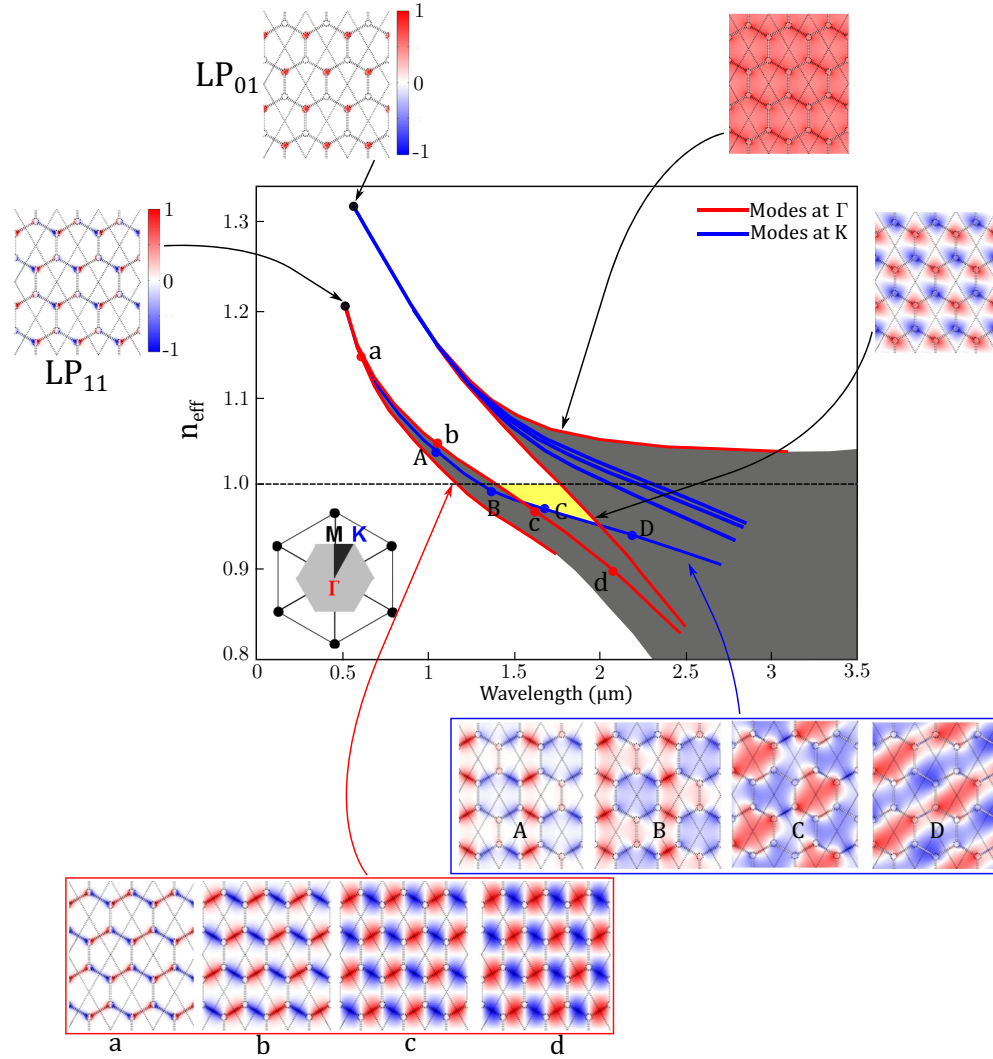 LP01
1
0
-1
1
0
-1
LP11
Modes at Γ
Modes at K
neff
1.3
1.2
1.1
1.0
0.9
0.8
a
b
A
B
c
C
D
d
M K
Γ
0 0.5 1 1.5 2 2.5 3 3.5
Wavelength (μm)
A B C D
a b c d